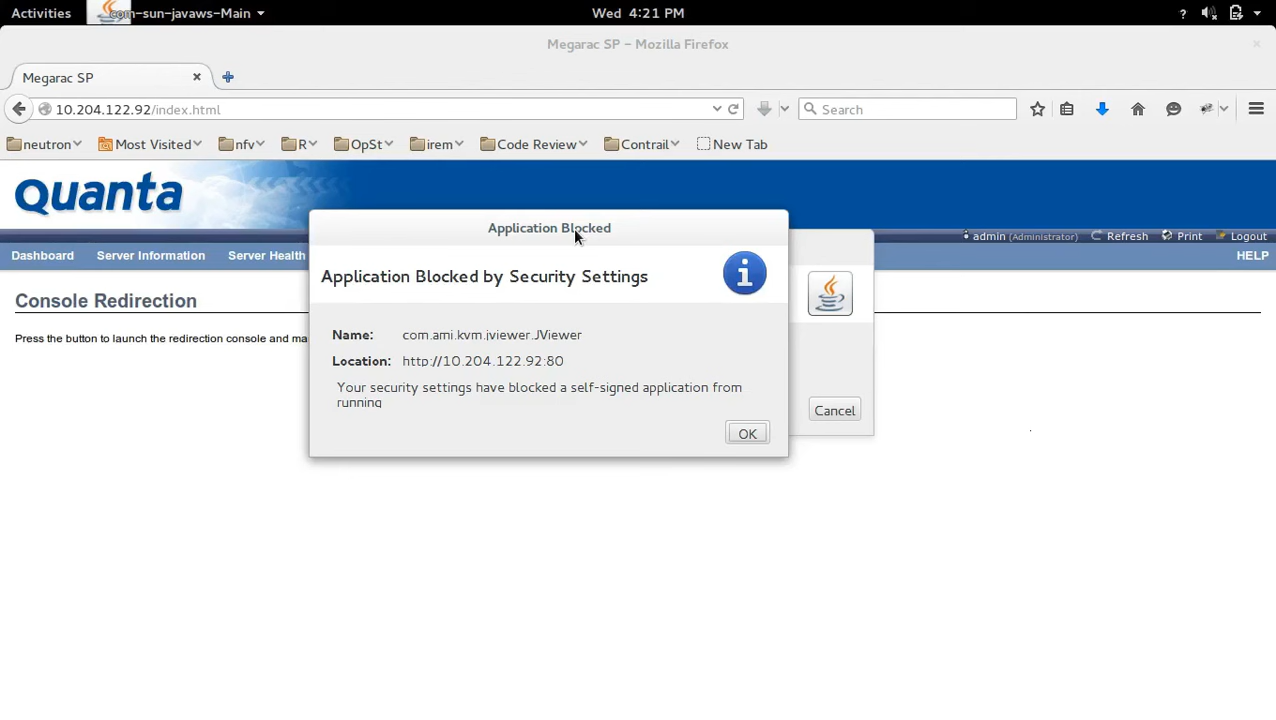 Activities com-sun-javaws-Main Wed 4:21 PM ?
Megarac SP - Mozilla Firefox
Megarac SP
10.204.122.92/index.html Search
neutron Most Visited nfv R OpSt irem Code Review Contrail New Tab
Quanta
admin (Administrator) Refresh Print Logout
Dashboard Server Information Server Health HELP
Console Redirection
Press the button to launch the redirection console and ma
Application Blocked
Application Blocked by Security Settings
Name: com.ami.kvm.jviewer.JViewer
Location: http://10.204.122.92:80
Your security settings have blocked a self-signed application from
running
OK
Cancel